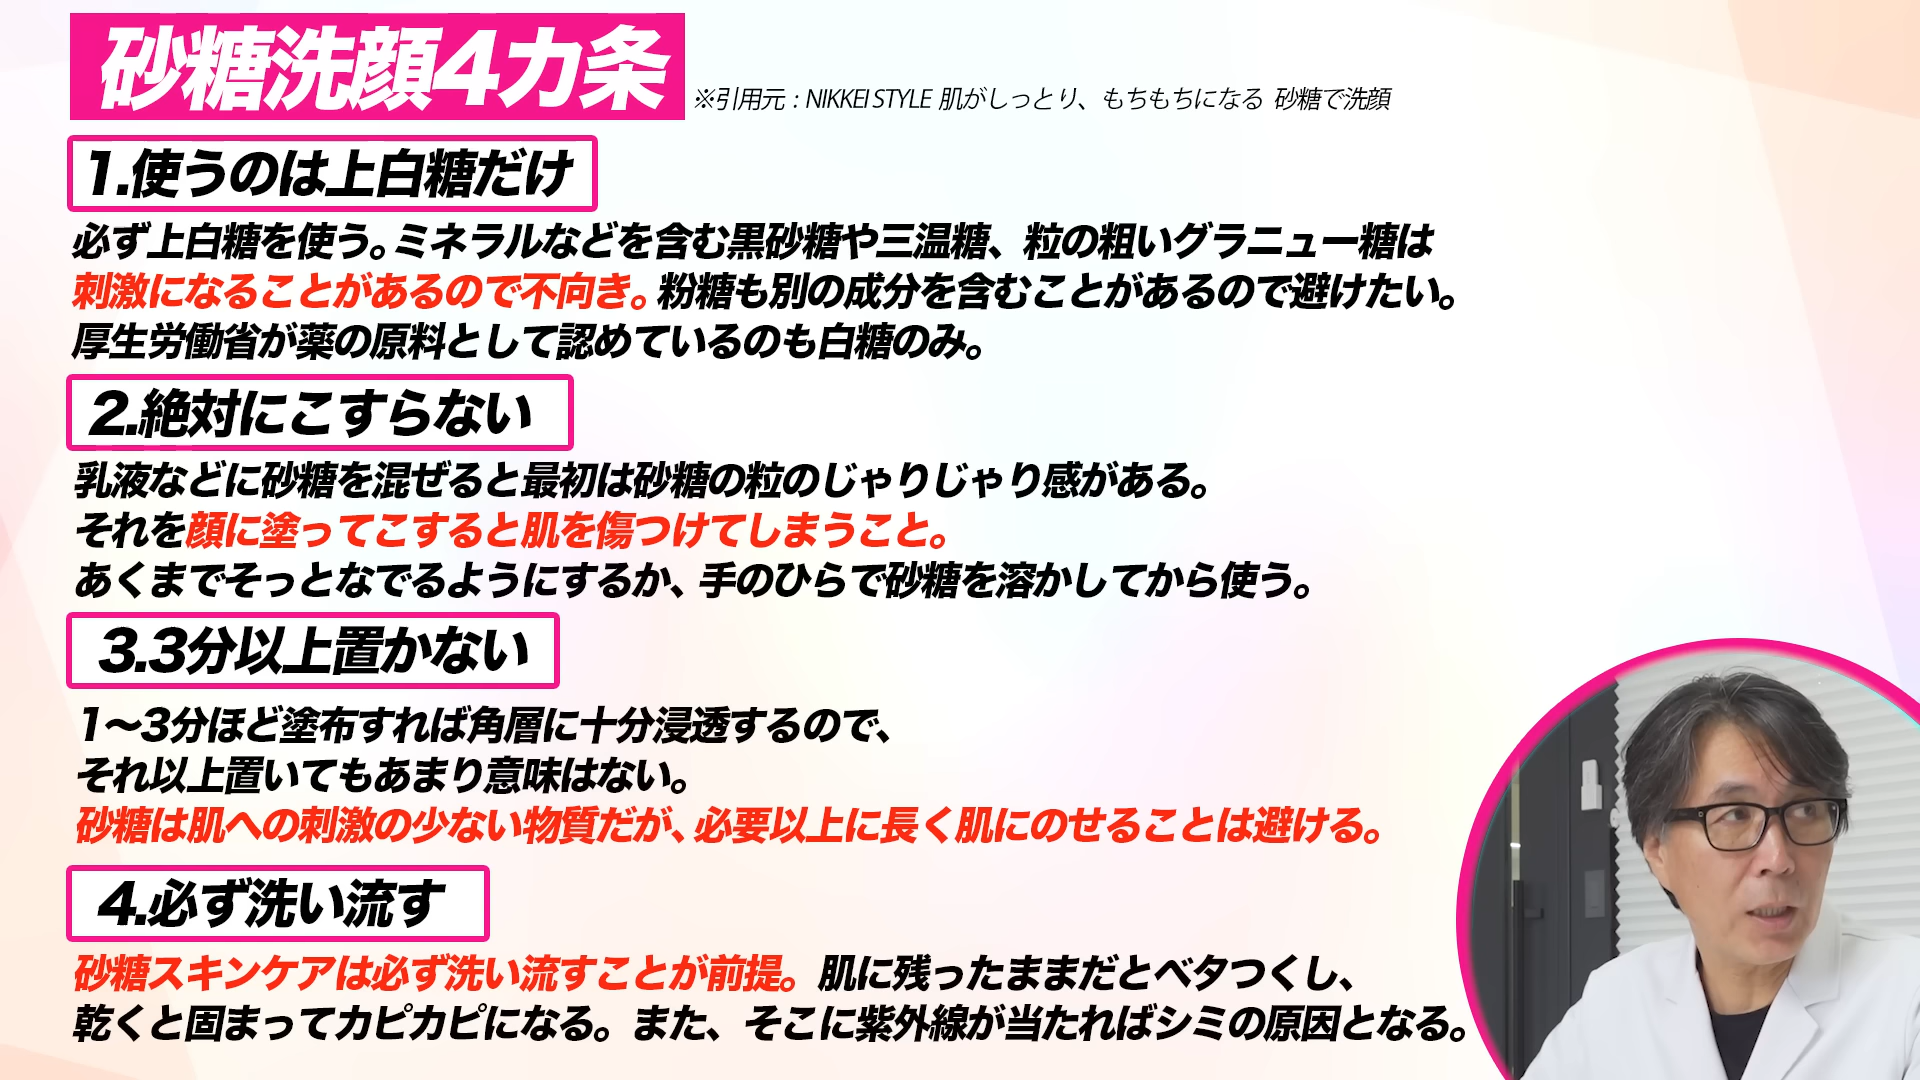 砂糖洗顔4カ条
※引用元：NIKKEI STYLE 肌がしっとり、もちもちになる 砂糖で洗顔
1.使うのは上白糖だけ
必ず上白糖を使う。ミネラルなどを含む黒砂糖や三温糖、粒の粗いグラニュー糖は
刺激になることがあるので不向き。粉糖も別の成分を含むことがあるので避けたい。
厚生労働省が薬の原料として認めているのも白糖のみ。
2.絶対にこすらない
乳液などに砂糖を混ぜると最初は砂糖の粒のじゃりじゃり感がある。
それを顔に塗ってこすると肌を傷つけてしまうこと。
あくまでそっとなでるようにするか、手のひらで砂糖を溶かしてから使う。
3.3分以上置かない
1〜3分ほど塗布すれば角層に十分浸透するので、
それ以上置いてもあまり意味はない。
砂糖は肌への刺激の少ない物質だが、必要以上に長く肌にのせることは避ける。
4.必ず洗い流す
砂糖スキンケアは必ず洗い流すことが前提。肌に残ったままだとベタつくし、
乾くと固まってカピカピになる。また、そこに紫外線が当たればシミの原因となる。